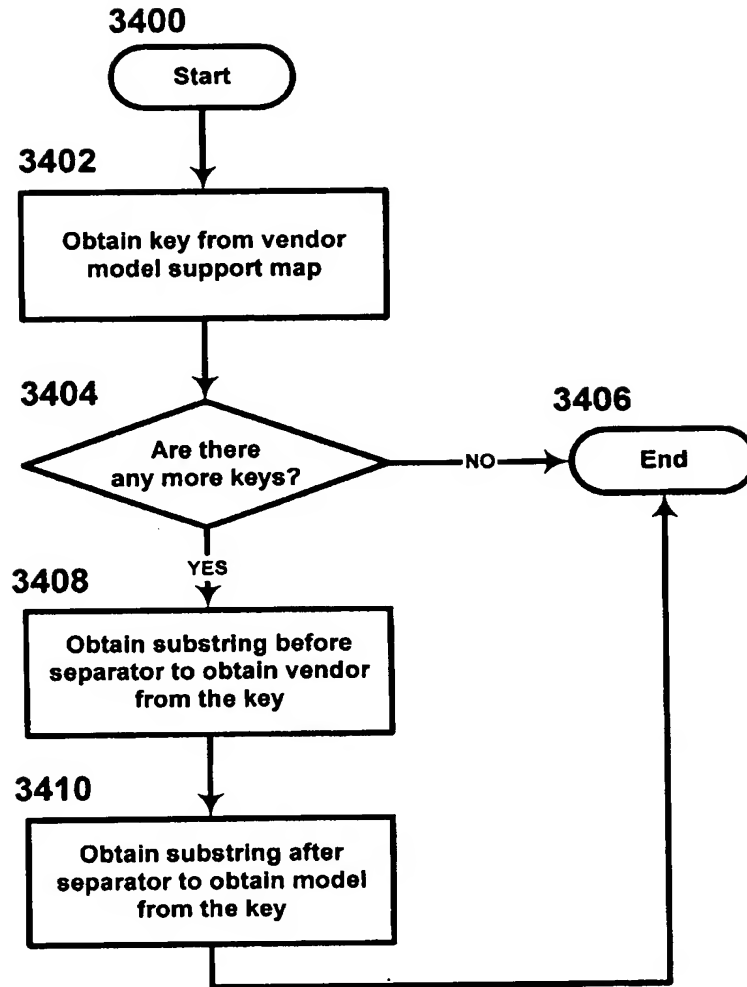 3400
Start
3402
Obtain key from vendor
model support map
3404
Are there
any more keys?
NO
3406
End
YES
3408
Obtain substring before
separator to obtain vendor
from the key
3410
Obtain substring after
separator to obtain model
from the key